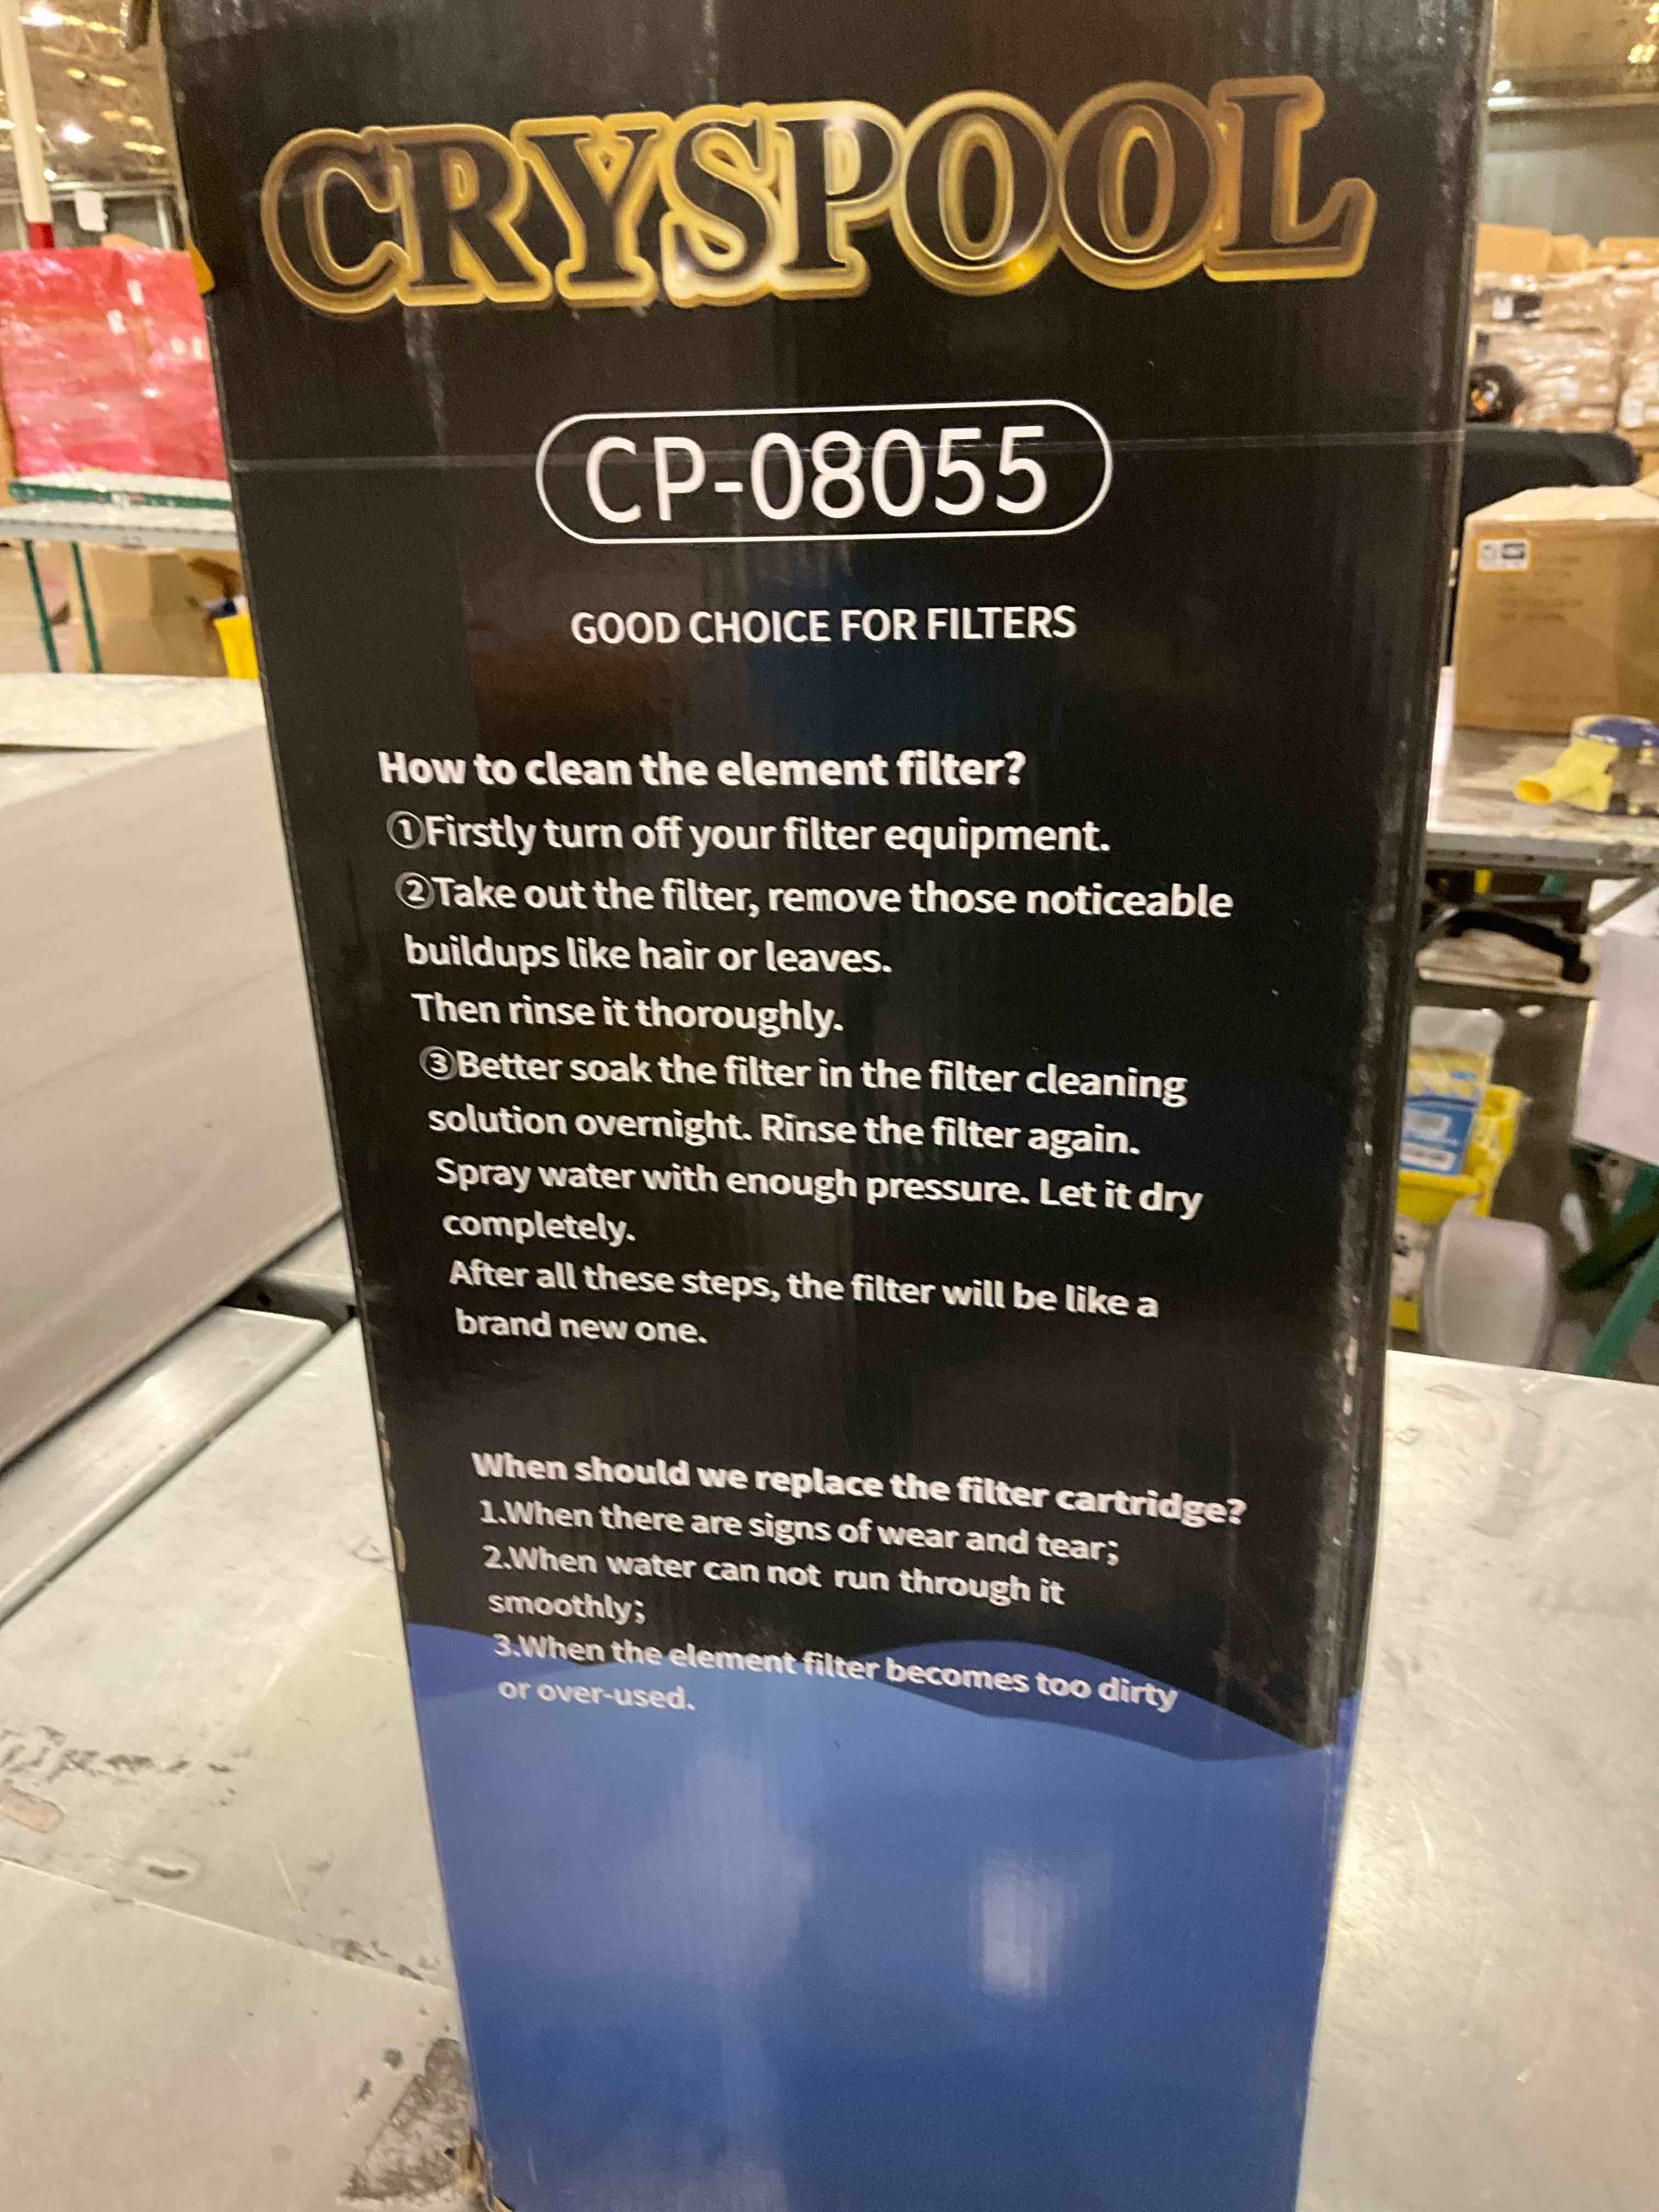 CRYSPOOL
CP-08055
GOOD CHOICE FOR FILTERS
How to clean the element filter?
①Firstly turn off your filter equipment.
②Take out the filter, remove those noticeable
buildups like hair or leaves.
Then rinse it thoroughly.
③Better soak the filter in the filter cleaning
solution overnight. Rinse the filter again.
Spray water with enough pressure. Let it dry
completely.
After all these steps, the filter will be like a
brand new one.
When should we replace the filter cartridge?
1.When there are signs of wear and tear;
2.When water can not run through it
smoothly;
3.When the element filter becomes too dirty
or over-used.